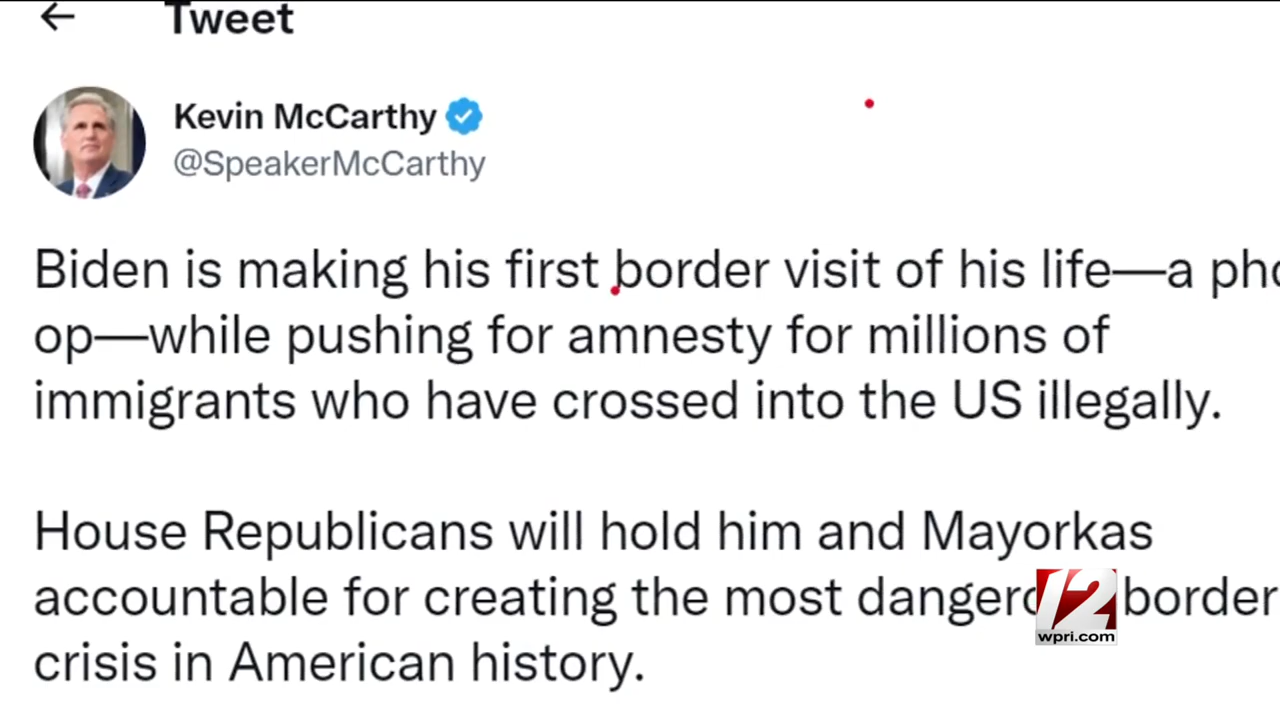 Tweet
Kevin McCarthy
@SpeakerMcCarthy
Biden is making his first border visit of his life—a
op—while pushing for amnesty for millions of
immigrants who have crossed into the US illegally.
House Republicans will hold him and Mayorkas
accountable for creating the most border
crisis in American history.
12
wpri.com